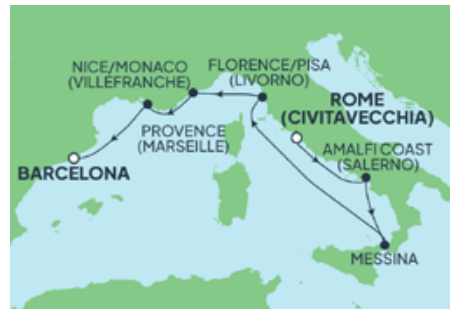 NICE/MONACO
(VILLEFRANCHE)
FLORENCE/PISA
(LIVORNO)
ROME
(CIVITAVECCHIA)
PROVENCE
(MARSEILLE)
AMALFI COAST
(SALERNO)
BARCELONA
MESSINA